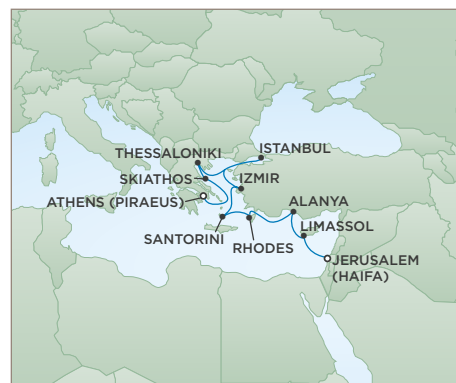 THESSALONIKI
ISTANBUL
SKIATHOS
IZMIR
ATHENS (PIRAEUS)
ALANYA
LIMASSOL
SANTORINI
RHODES
JERUSALEM
(HAIFA)